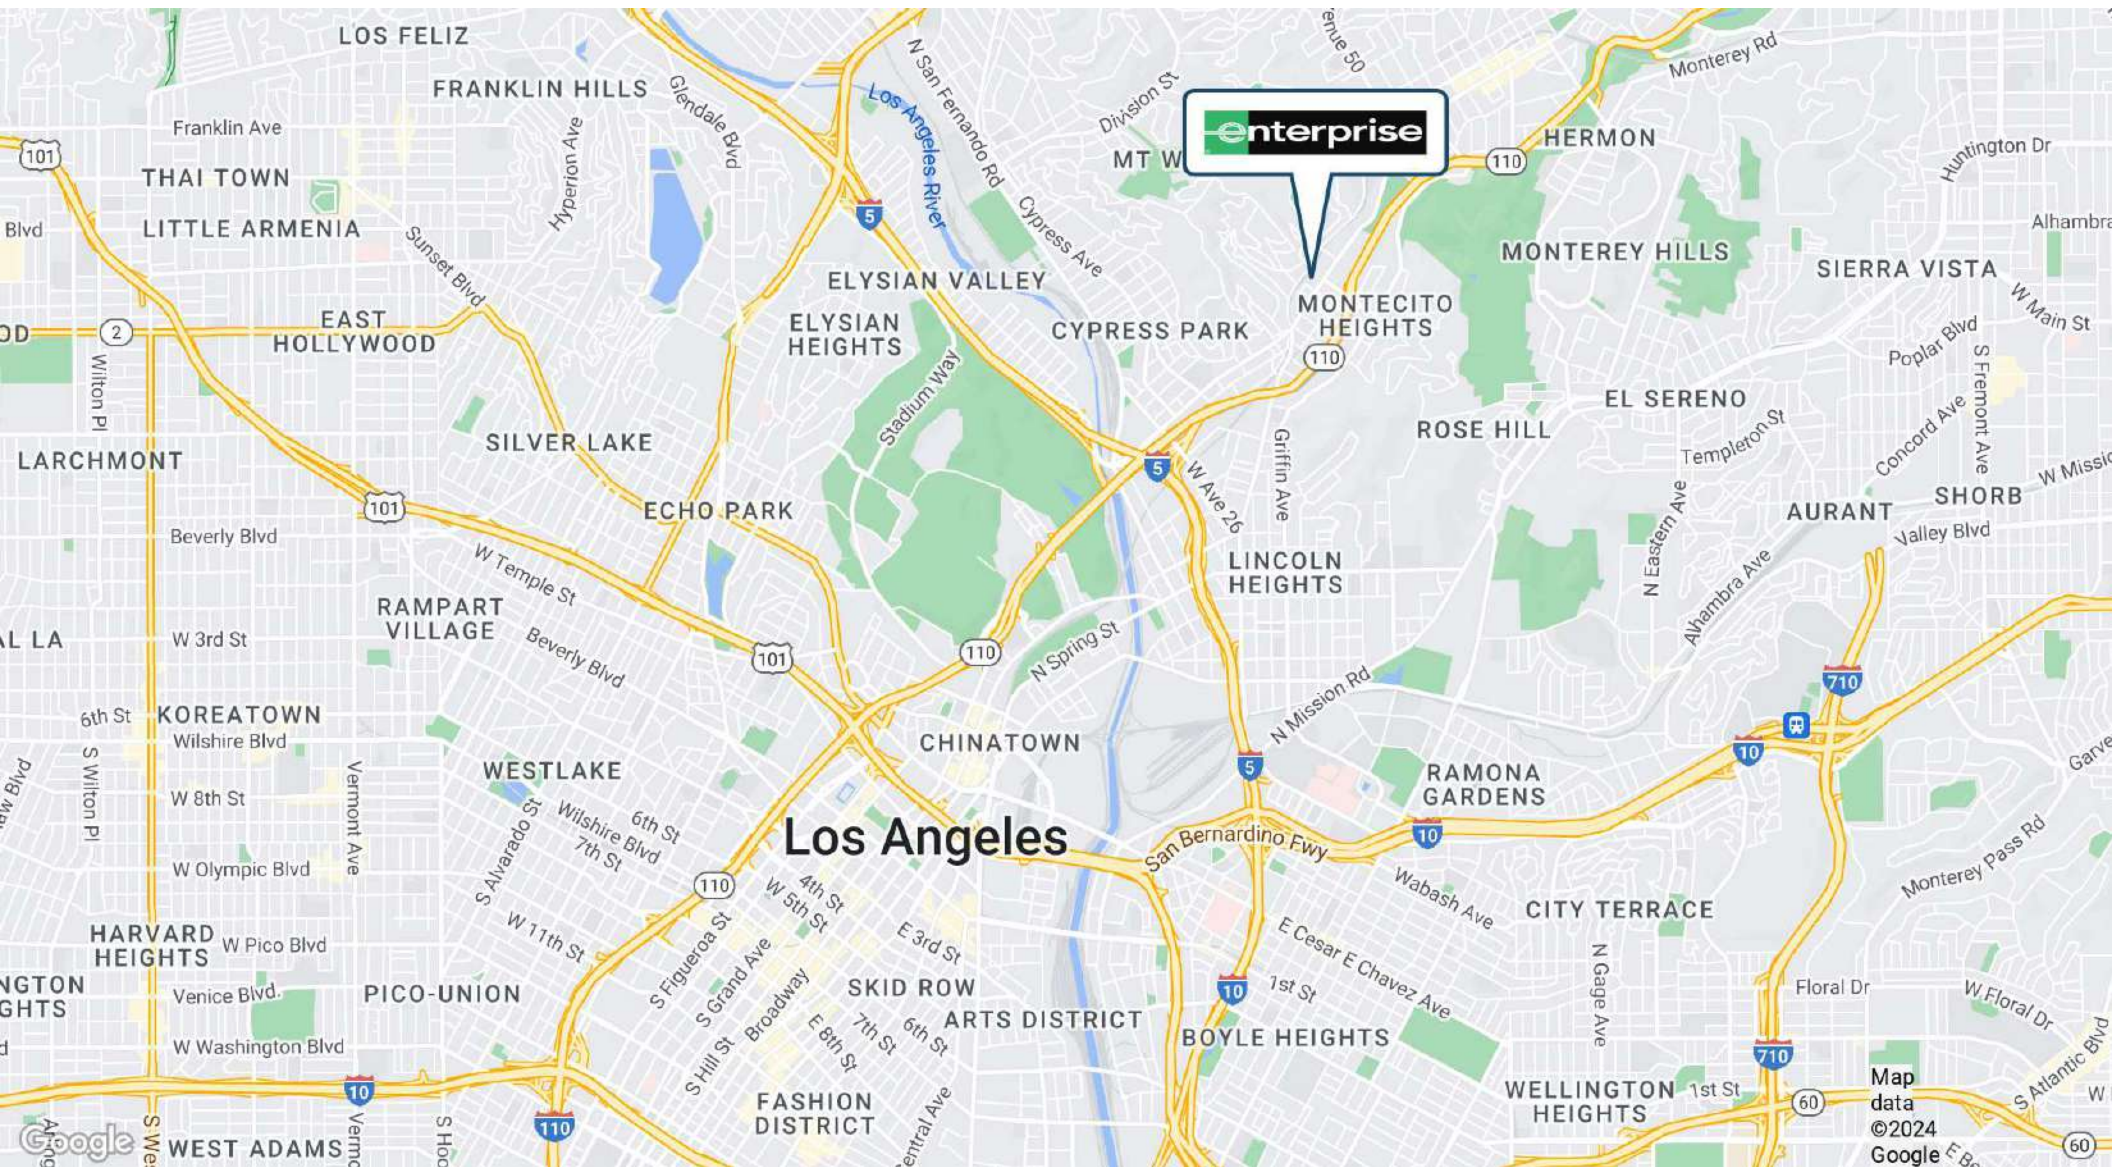 LOS FELIZ
FRANKLIN HILLS
Glendale Blvd
N San Fernando Rd
Los Angeles River
Division St
Monterey Rd
enterprise
HERMON
110
MT W
Huntington Dr
Franklin Ave
101
THAI TOWN
Hyperion Ave
LITTLE ARMENIA
Blvd
Sunset Blvd
5
Cypress Ave
Alhambra
MONTEREY HILLS
SIERRA VISTA
ELYSIAN VALLEY
W Main St
MONTECITO
HEIGHTS
EAST
HOLLYWOOD
2
ELYSIAN
HEIGHTS
CYPRESS PARK
Poplar Blvd
110
Wilton Pl
Stadium Way
S Fremont Ave
EL SERENO
ROSE HILL
Templeton St
Concord Ave
SILVER LAKE
LARCHMONT
Griffin Ave
5
W Ave 26
W Missio
SHORB
AURANT
101
ECHO PARK
N Eastern Ave
Valley Blvd
Beverly Blvd
W Temple St
LINCOLN
HEIGHTS
Alhambra Ave
RAMPART
VILLAGE
W 3rd St
Beverly Blvd
101
110
N Spring St
710
N Mission Rd
6th St
KOREATOWN
Wilshire Blvd
CHINATOWN
10
Garve
S Wilton Pl
Vermont Ave
WESTLAKE
5
RAMONA
GARDENS
W 8th St
Wilshire Blvd
6th St
7th St
S Alvarado St
Los Angeles
San Bernardino Fwy
10
Monterey Pass Rd
W Olympic Blvd
110
4th St
W 5th St
Wabash Ave
CITY TERRACE
HARVARD
HEIGHTS
W Pico Blvd
W 11th St
S Figueroa St
S Grand Ave
E 3rd St
E Cesar E Chavez Ave
N Gage Ave
NGTON
GHTS
Venice Blvd.
PICO-UNION
Broadway
SKID ROW
10
1st St
Floral Dr
W Floral Dr
ARTS DISTRICT
BOYLE HEIGHTS
W Washington Blvd
S Hill St
E 8th St
7th St
6th St
710
S Atlantic Blvd
10
WELLINGTON
HEIGHTS
1st St
60
Map
data
©2024
Google
FASHION
DISTRICT
110
Google
WEST ADAMS
60